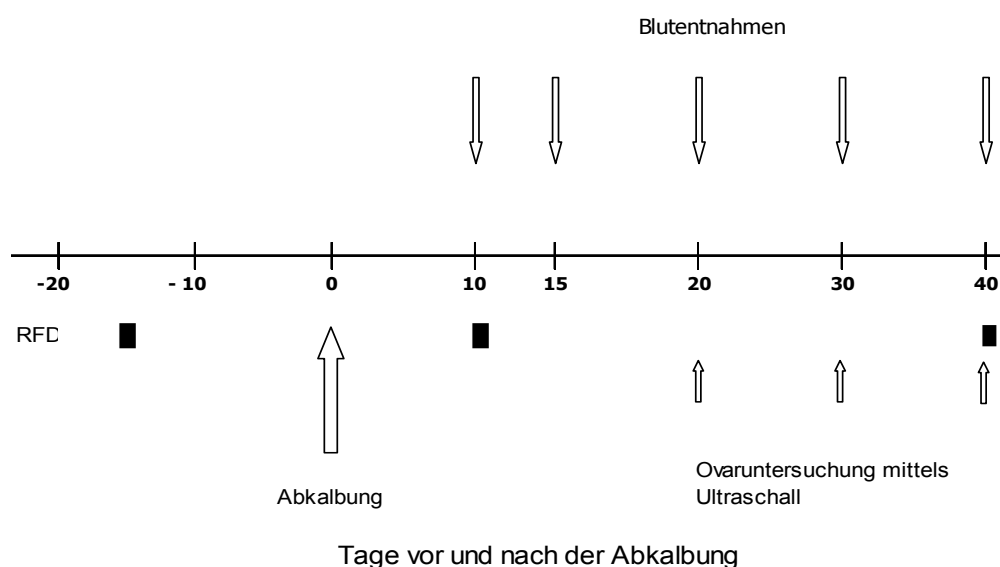 Blutentnahmen
-20 - 10 0 10 15 20 30 40
RFD
Abkalbung
Ovaruntersuchung mittels
Ultraschall
Tage vor und nach der Abkalbung